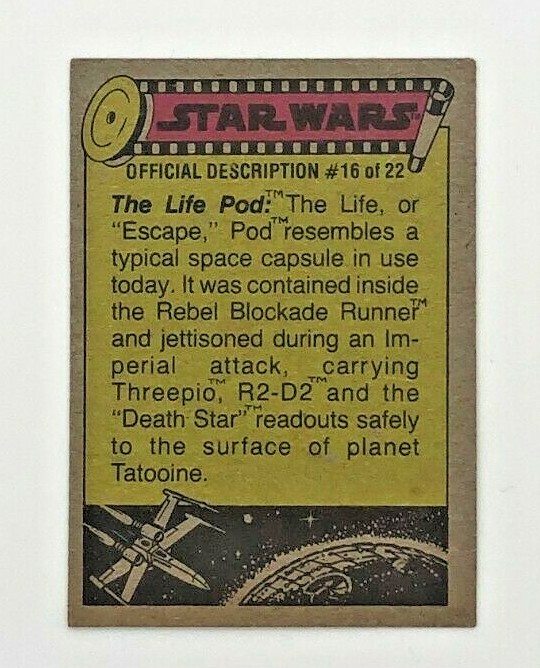 STAR WARS™
OFFICIAL DESCRIPTION #16 of 22
The Life Pod:™ The Life, or
“Escape,” Pod™ resembles a
typical space capsule in use
today. It was contained inside
the Rebel Blockade Runner™
and jettisoned during an Im-
perial attack, carrying
Threepio,™ R2-D2™ and the
“Death Star”™ readouts safely
to the surface of planet
Tatooine.